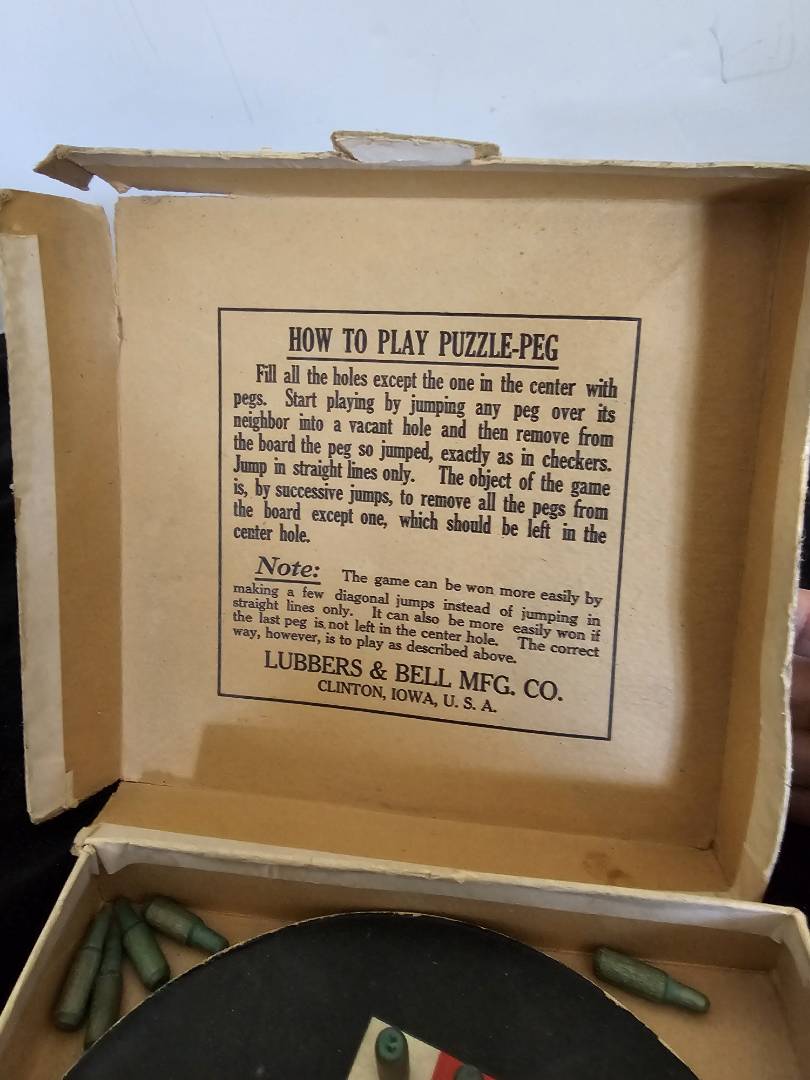 HOW TO PLAY PUZZLE-PEG
Fill all the holes except the one in the center with
pegs. Start playing by jumping any peg over its
neighbor into a vacant hole and then remove from
the board the peg so jumped, exactly as in checkers.
Jump in straight lines only. The object of the game
is, by successive jumps, to remove all the pegs from
the board except one, which should be left in the
center hole.
Note: The game can be won more easily by
making a few diagonal jumps instead of jumping in
straight lines only. It can also be more easily won if
the last peg is not left in the center hole. The correct
way, however, is to play as described above.
LUBBERS & BELL MFG. CO.
CLINTON, IOWA, U. S. A.